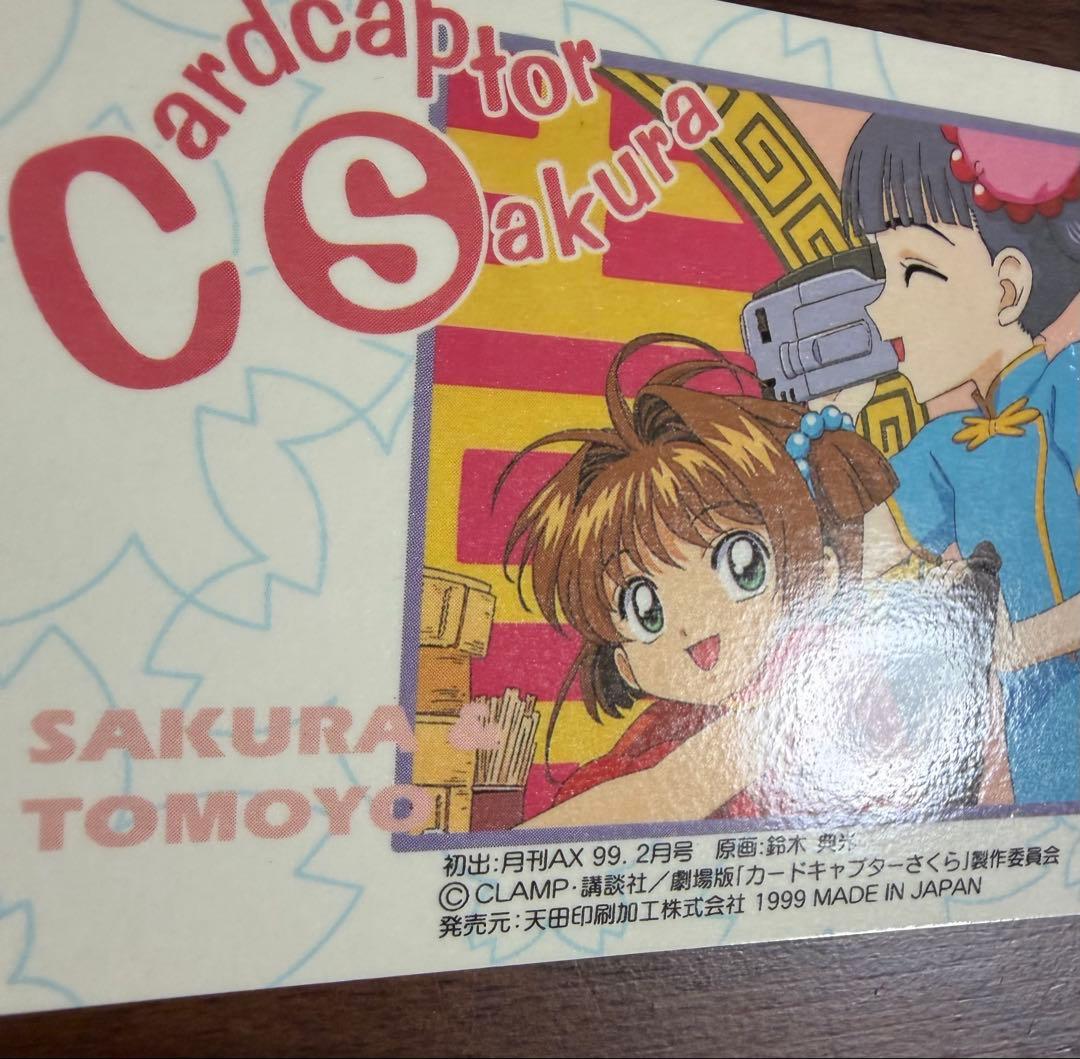 Cardcaptor
Sakura
SAKURA &
TOMOYO
初出:月刊AX 99. 2月号 原画:鈴木 典光
©CLAMP・講談社/劇場版「カードキャプターさくら」製作委員会
発売元:天田印刷加工株式会社 1999 MADE IN JAPAN